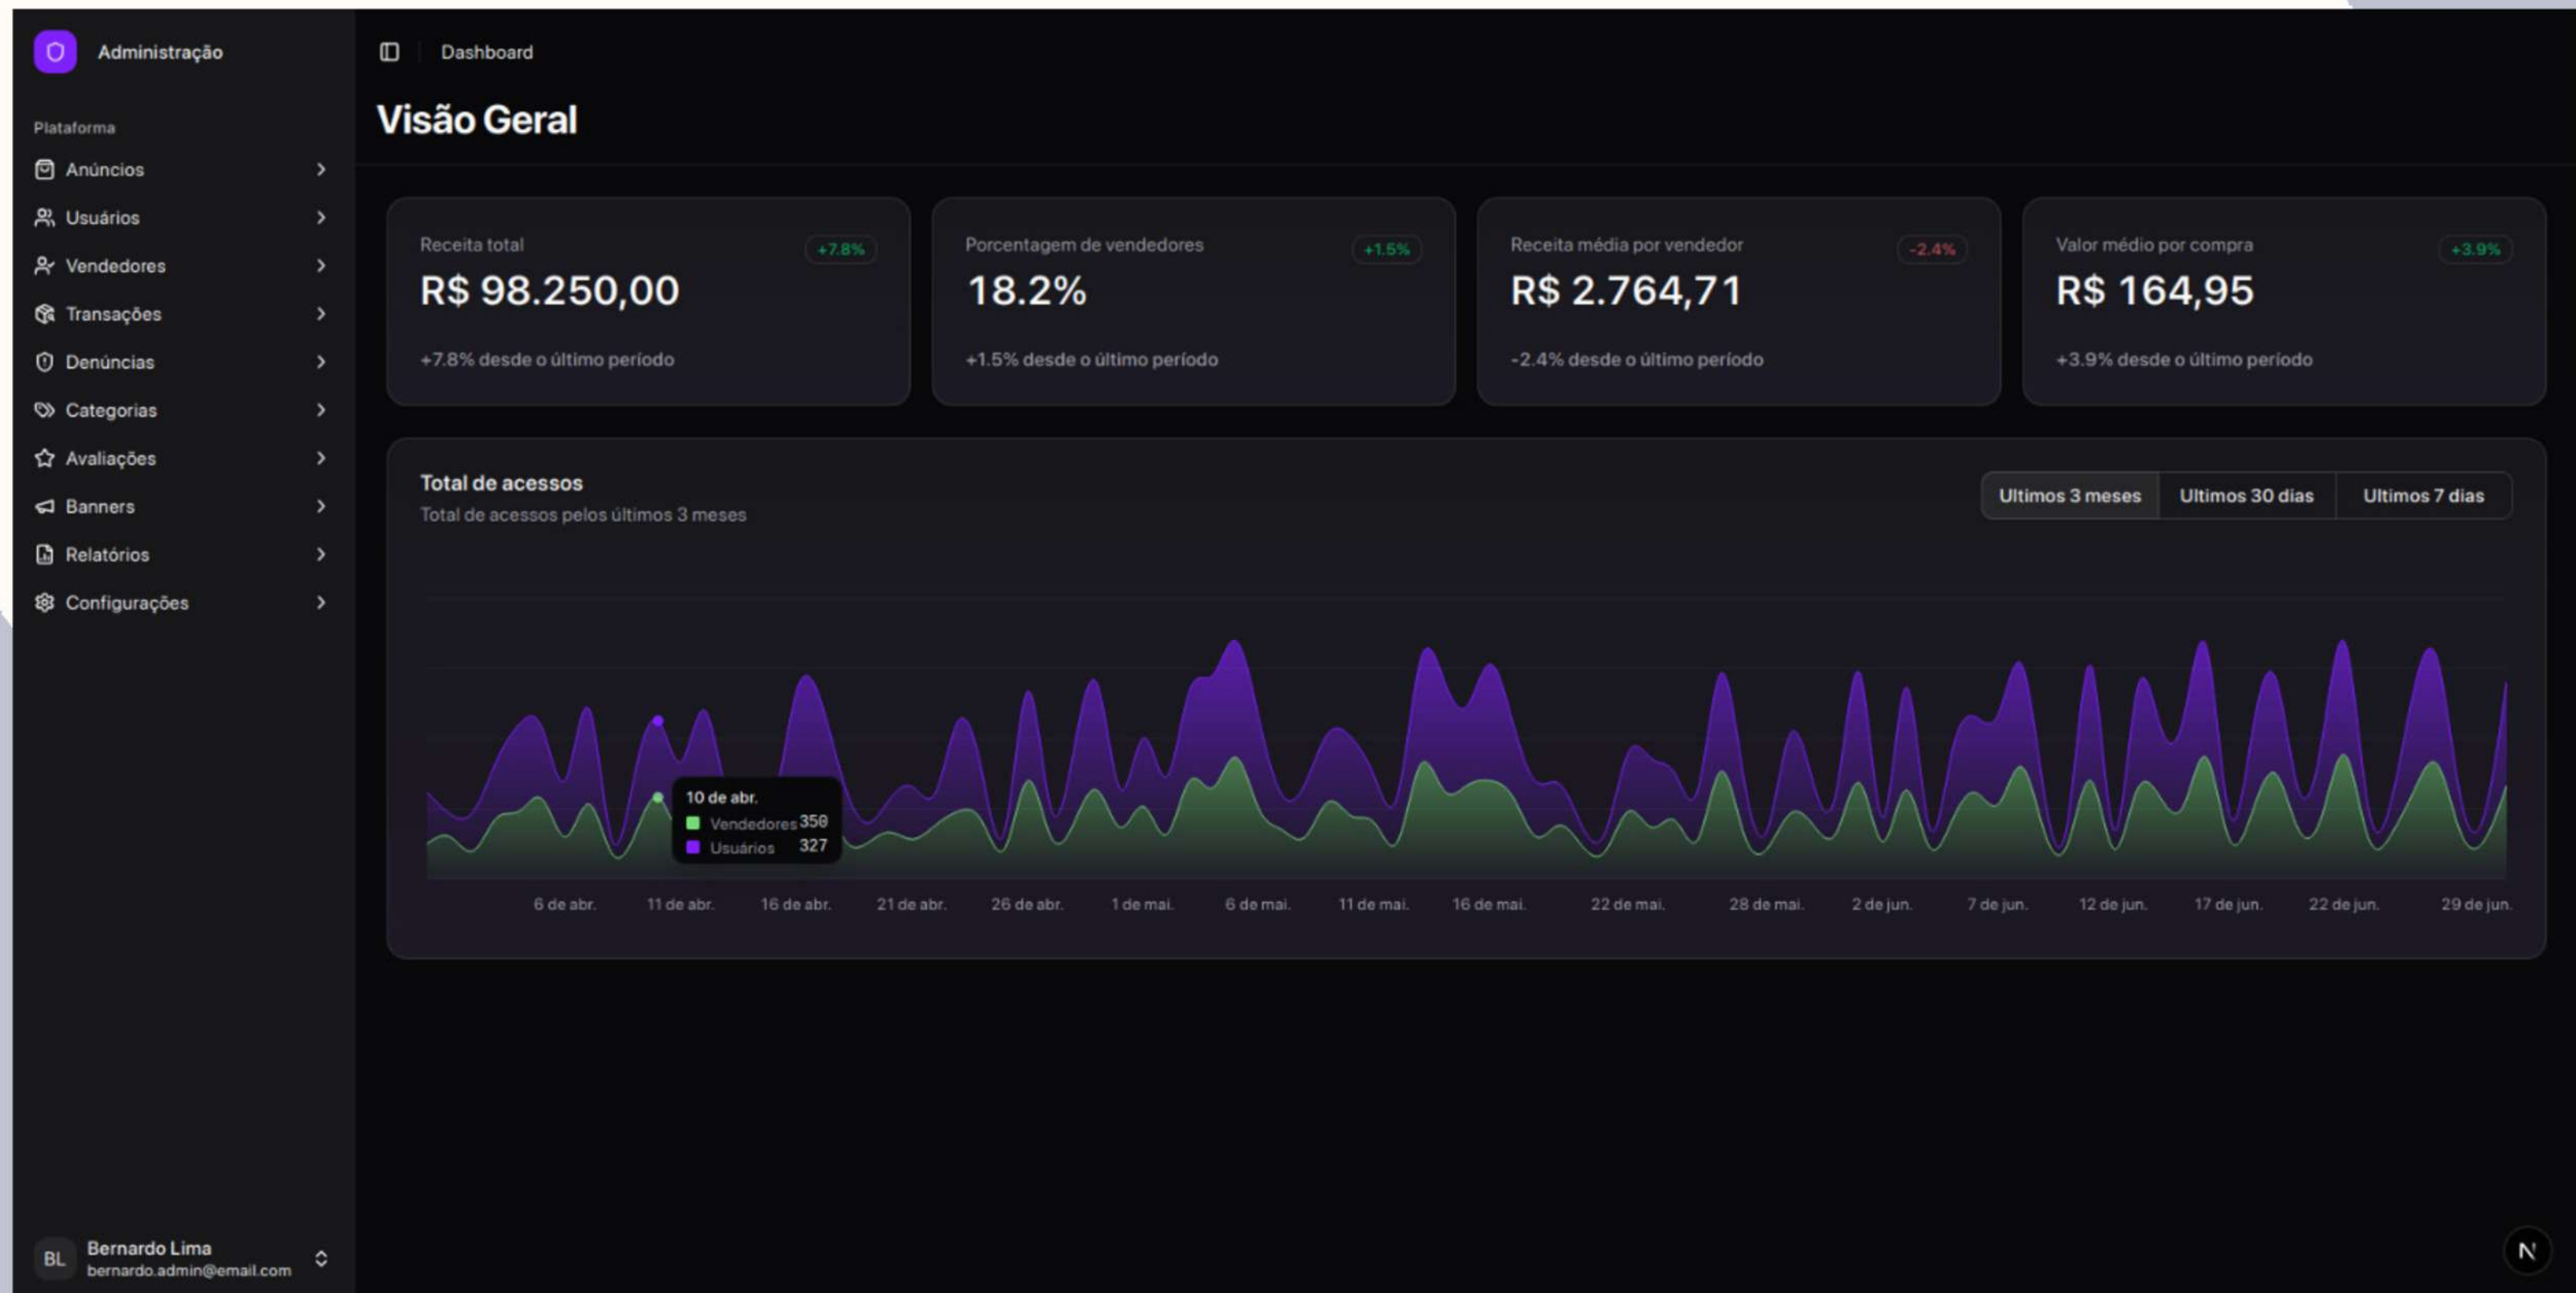 Administração
Plataforma
Anúncios
Usuários
Vendedores
Transações
Denúncias
Categorias
Avaliações
Banners
Relatórios
Configurações
BL
Bernardo Lima
bernardo.admin@email.com
Dashboard
Visão Geral
Receita total
+7.8%
R$ 98.250,00
+7.8% desde o último período
Porcentagem de vendedores
+1.5%
18.2%
+1.5% desde o último período
Receita média por vendedor
-2.4%
R$ 2.764,71
-2.4% desde o último período
Valor médio por compra
+3.9%
R$ 164,95
+3.9% desde o último período
Total de acessos
Total de acessos pelos últimos 3 meses
Ultimos 3 meses
Ultimos 30 dias
Ultimos 7 dias
10 de abr.
Vendedores 350
Usuários 327
6 de abr. 11 de abr. 16 de abr. 21 de abr. 26 de abr. 1 de mai. 6 de mai. 11 de mai. 16 de mai. 22 de mai. 28 de mai. 2 de jun. 7 de jun. 12 de jun. 17 de jun. 22 de jun. 29 de jun.
N